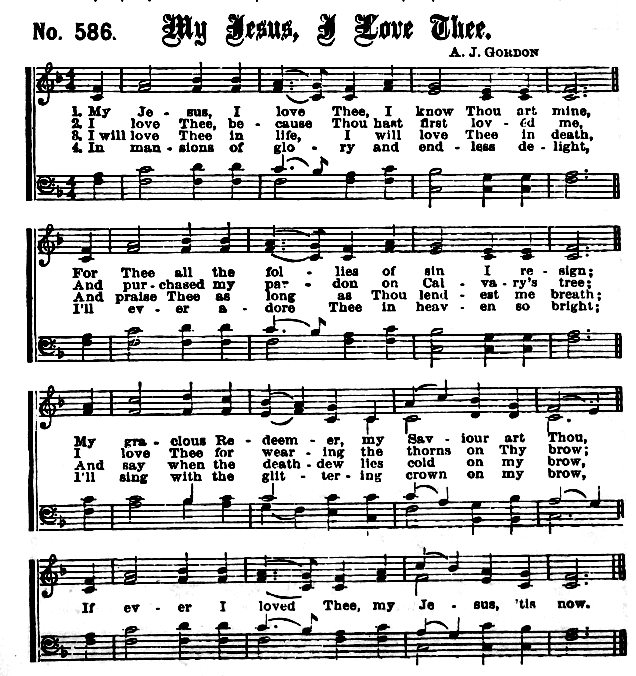 No. 586. My Jesus, I Love Thee.
A. J. GORDON
1. My Je - sus, I love Thee, I know Thou art mine,
2. I love Thee, be - cause Thou hast first lov - ed me,
3. I will love Thee in life, I will love Thee in death,
4. In man - sions of glo - ry and end - less de - light,
For Thee all the fol - lies of sin I re - sign;
And pur - chased my par - don on Cal - va - ry's tree;
And praise Thee as long as Thou lend - est me breath;
I'll ev - er a - dore Thee in heav - en so bright;
My gra - cious Re - deem - er, my Sav - iour art Thou,
I love Thee for wear - ing the thorns on Thy brow;
And say when the death - dew lies cold on my brow,
I'll sing with the glit - ter - ing crown on my brow,
If ev - er I loved Thee, my Je - sus, 'tis now.